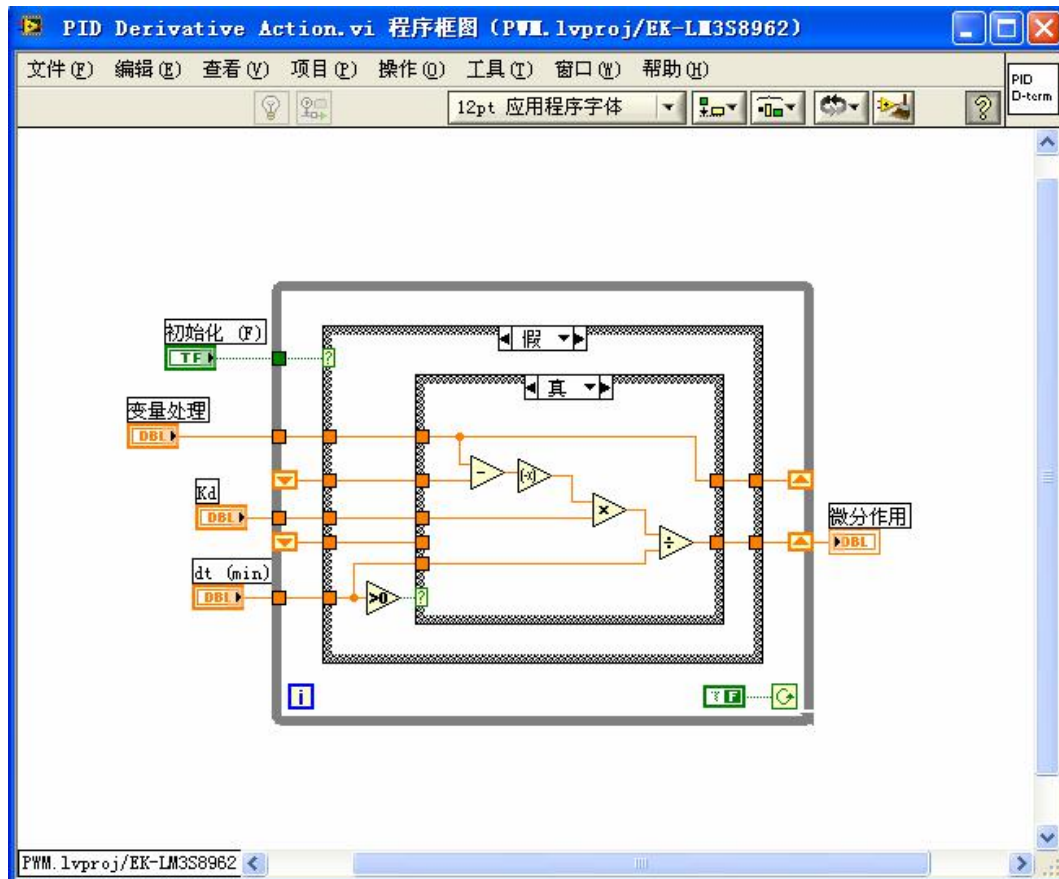 PID Derivative Action.vi 程序框图 (PWM.lvproj/EK-LM3S8962)
文件(F) 编辑(E) 查看(V) 项目(P) 操作(O) 工具(T) 窗口(W) 帮助(H)
PID
D-term
12pt 应用程序字体
?
初始化 (F)
TF
假
?
真
变量处理
DBL
-
(-x)
Kd
DBL
×
微分作用
DBL
÷
dt (min)
DBL
>0
?
i
F
PWM.lvproj/EK-LM3S8962